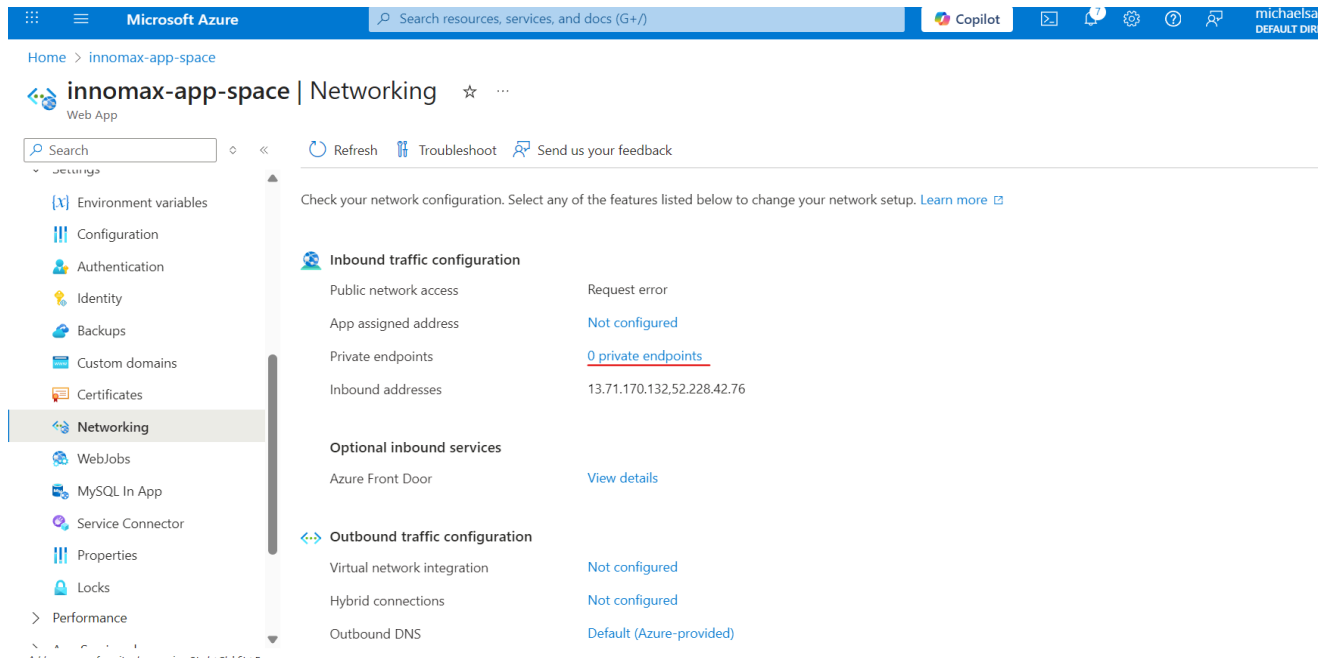 Microsoft Azure
Search resources, services, and docs (G+/)
Copilot
7
michaelsa
DEFAULT DIR
Home > innomax-app-space
innomax-app-space | Networking
Web App
Search
Refresh
Troubleshoot
Send us your feedback
Settings
Environment variables
Configuration
Authentication
Identity
Backups
Custom domains
Certificates
Networking
WebJobs
MySQL In App
Service Connector
Properties
Locks
Performance
Check your network configuration. Select any of the features listed below to change your network setup. Learn more
Inbound traffic configuration
Public network access Request error
App assigned address Not configured
Private endpoints 0 private endpoints
Inbound addresses 13.71.170.132,52.228.42.76
Optional inbound services
Azure Front Door View details
Outbound traffic configuration
Virtual network integration Not configured
Hybrid connections Not configured
Outbound DNS Default (Azure-provided)